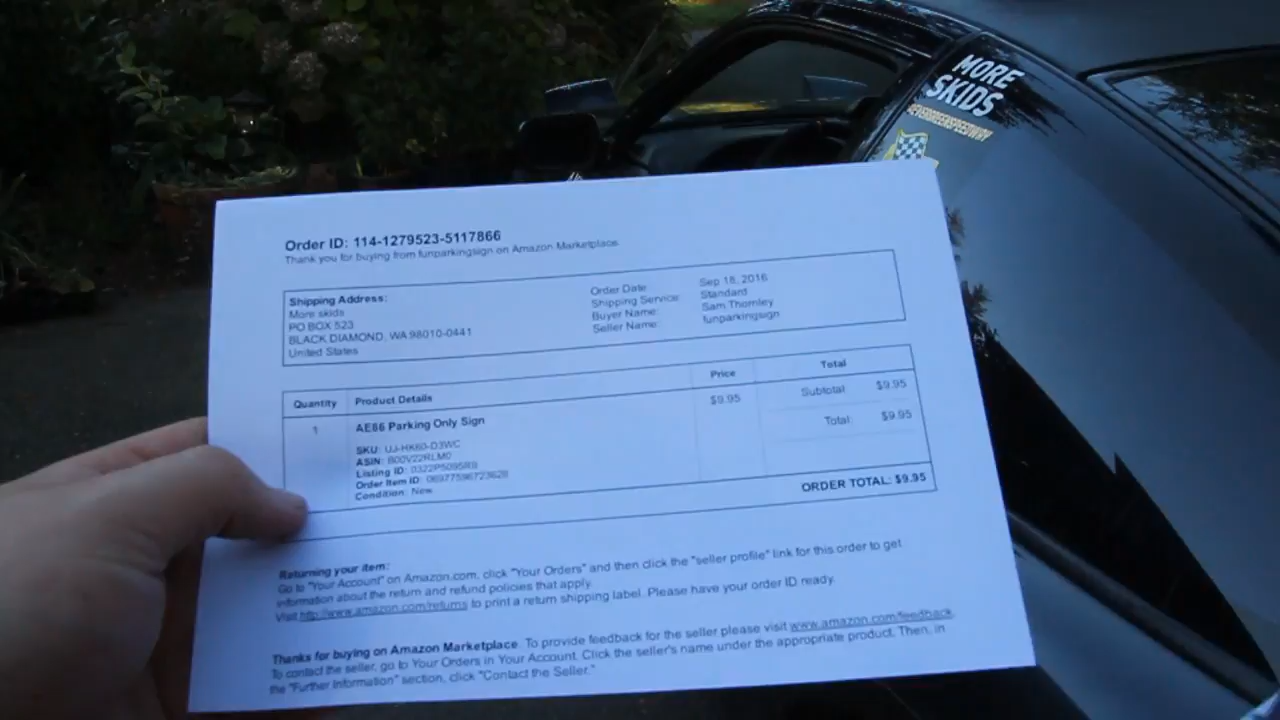 MORE
SKIDS
#EVERGREENSPEEDWAY
Order ID: 114-1279523-5117866
Thank you for buying from funparkingsign on Amazon Marketplace.
Shipping Address:
More skids
PO BOX 523
BLACK DIAMOND, WA 98010-0441
United States
Order Date: Sep 18, 2016
Shipping Service: Standard
Buyer Name: Sam Thornley
Seller Name: funparkingsign
Quantity Product Details Price Total
1 AE86 Parking Only Sign $9.95 Subtotal: $9.95
Total: $9.95
SKU: UJ-HK60-D3WC
ASIN: B00V22RLM0
Listing ID:
Order Item ID:
Condition: New
ORDER TOTAL: $9.95
Returning your item:
Go to "Your Account" on Amazon.com, click "Your Orders" and then click the "seller profile" link for this order to get
information about the return and refund policies that apply.
Visit http://www.amazon.com/returns to print a return shipping label. Please have your order ID ready.
Thanks for buying on Amazon Marketplace. To provide feedback for the seller please visit www.amazon.com/feedback.
To contact the seller, go to Your Orders in Your Account. Click the seller's name under the appropriate product. Then, in
the "Further Information" section, click "Contact the Seller."